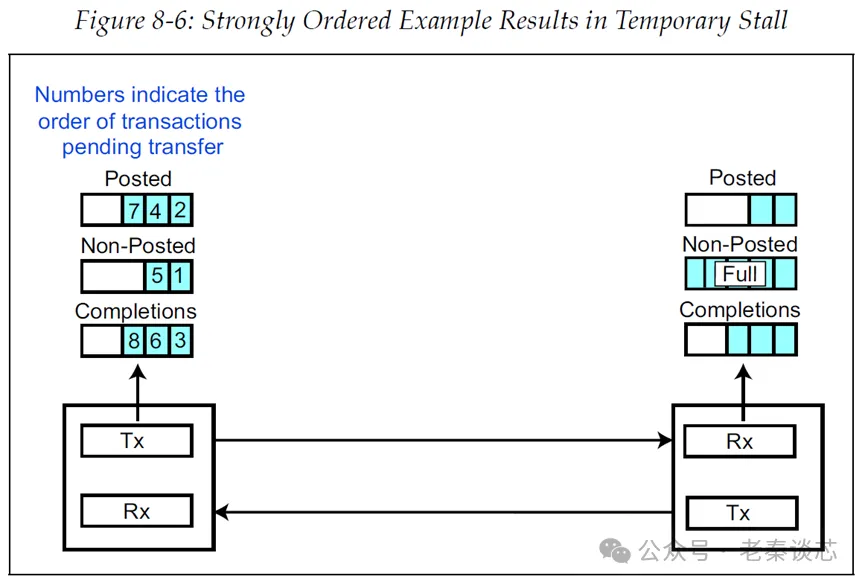 Figure 8-6: Strongly Ordered Example Results in Temporary Stall
Numbers indicate the
order of transactions
pending transfer
Posted
7 4 2
Non-Posted
5 1
Completions
8 6 3
Tx
Rx
Posted
Non-Posted
Full
Completions
Rx
Tx
公众号 · 老秦谈芯